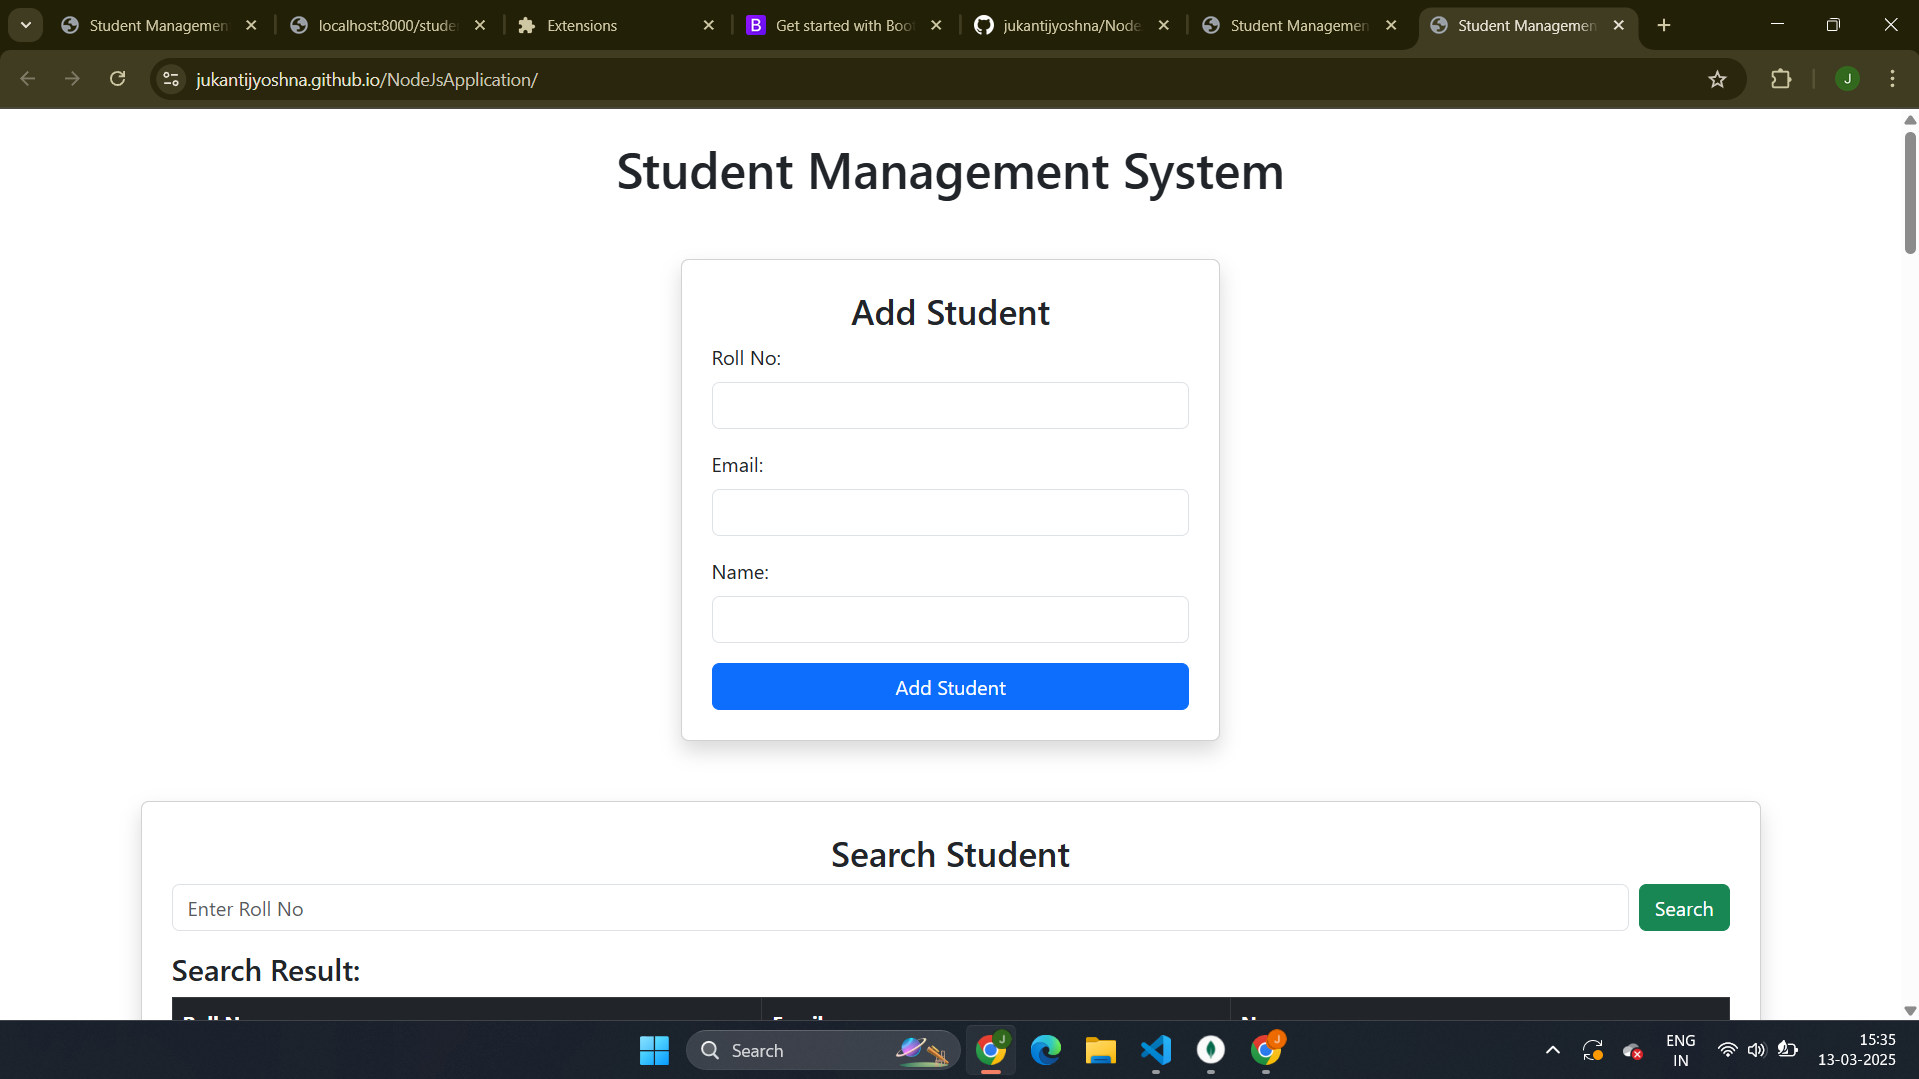 Student Managemen
localhost:8000/stude
Extensions
Get started with Boo
jukantijyoshna/Node
Student Managemen
Student Managemen
jukantijyoshna.github.io/NodeJsApplication/
J
Student Management System
Add Student
Roll No:
Email:
Name:
Add Student
Search Student
Enter Roll No
Search
Search Result:
Search
ENG
IN
15:35
13-03-2025